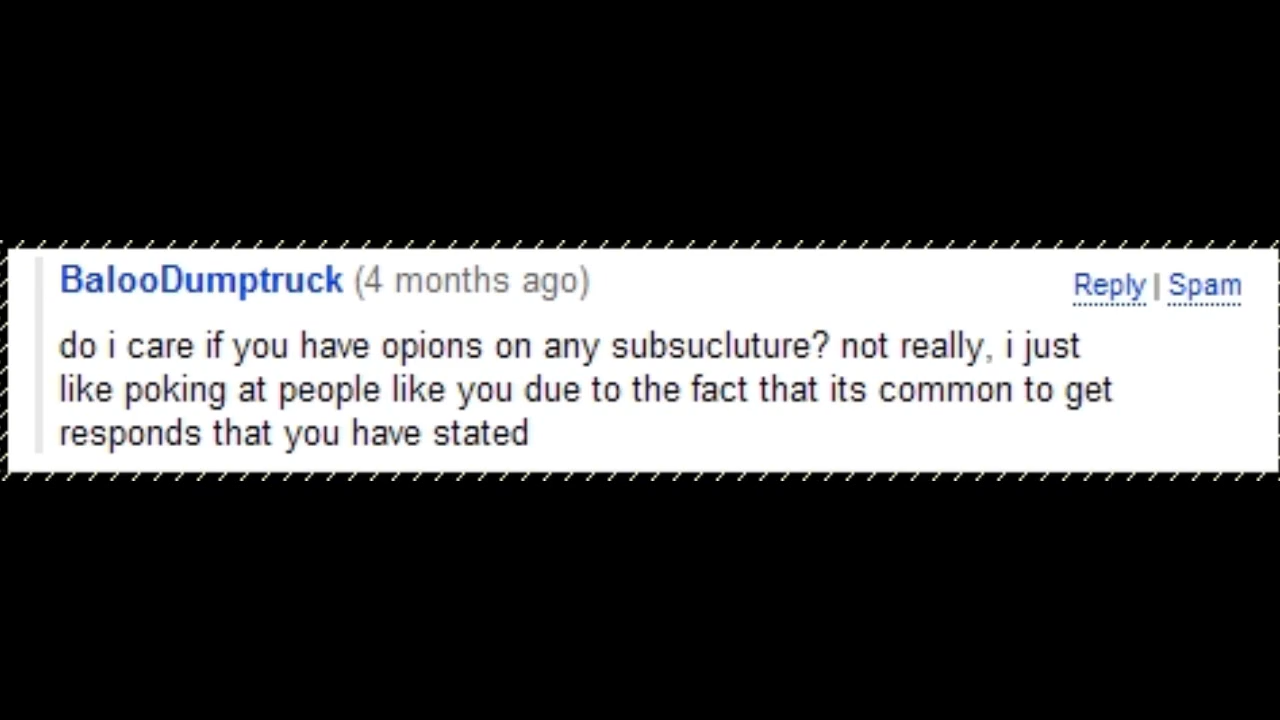 BalooDumptruck (4 months ago) Reply | Spam
do i care if you have opions on any subsucluture? not really, i just
like poking at people like you due to the fact that its common to get
responds that you have stated